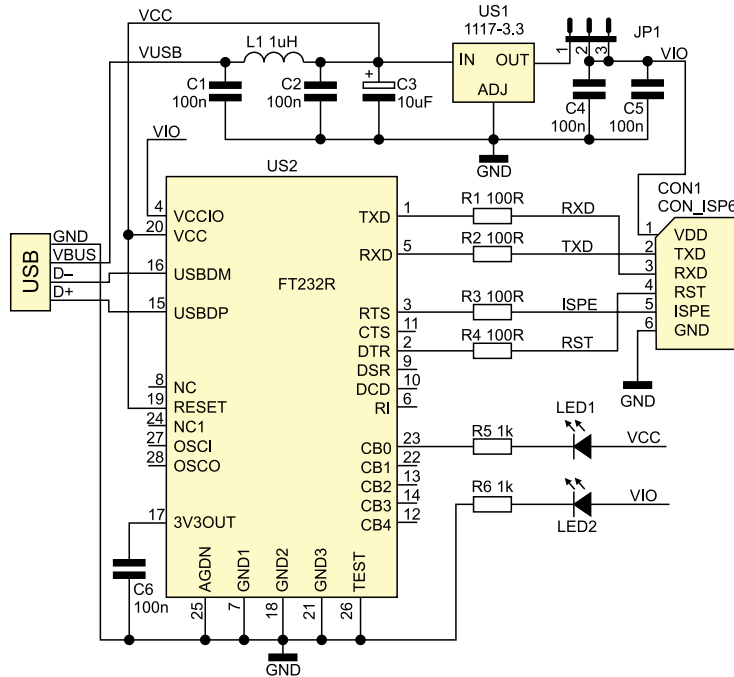 VCC
US1
1117-3.3
JP1
VUSB
L1 1uH
IN OUT
ADJ
1 2 3
VIO
C1
100n
C2
100n
+
C3
10uF
C4
100n
C5
100n
GND
VIO
US2
FT232R
USB
GND
VBUS
D–
D+
4 VCCIO
20 VCC
16 USBDM
15 USBDP
8 NC
19 RESET
24 NC1
27 OSCI
28 OSCO
17 3V3OUT
TXD 1
RXD 5
RTS 3
CTS 11
DTR 2
DSR 9
DCD 10
RI 6
CB0 23
CB1 22
CB2 13
CB3 14
CB4 12
AGDN 25
GND1 7
GND2 18
GND3 21
TEST 26
R1 100R RXD
R2 100R TXD
R3 100R ISPE
R4 100R RST
CON1
CON_ISP6
1 VDD
2 TXD
3 RXD
4 RST
5 ISPE
6 GND
GND
R5 1k
LED1
VCC
R6 1k
LED2
VIO
C6
100n
GND